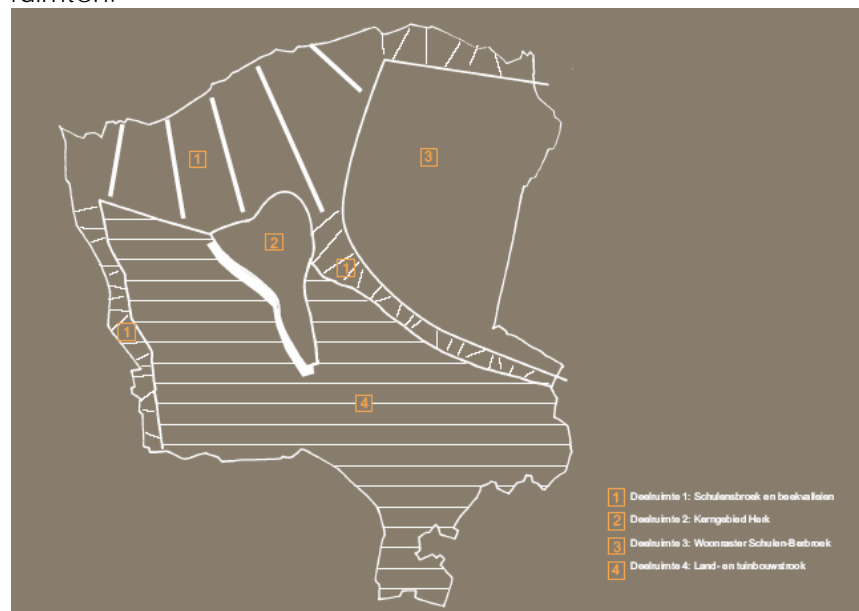 ruimten.
1
3
2
1
1
4
1 Deelruimte 1: Schulensbroek en beekvalleien
2 Deelruimte 2: Kerngebied Herk
3 Deelruimte 3: Woonraster Schulen-Berbroek
4 Deelruimte 4: Land- en tuinbouwstrook